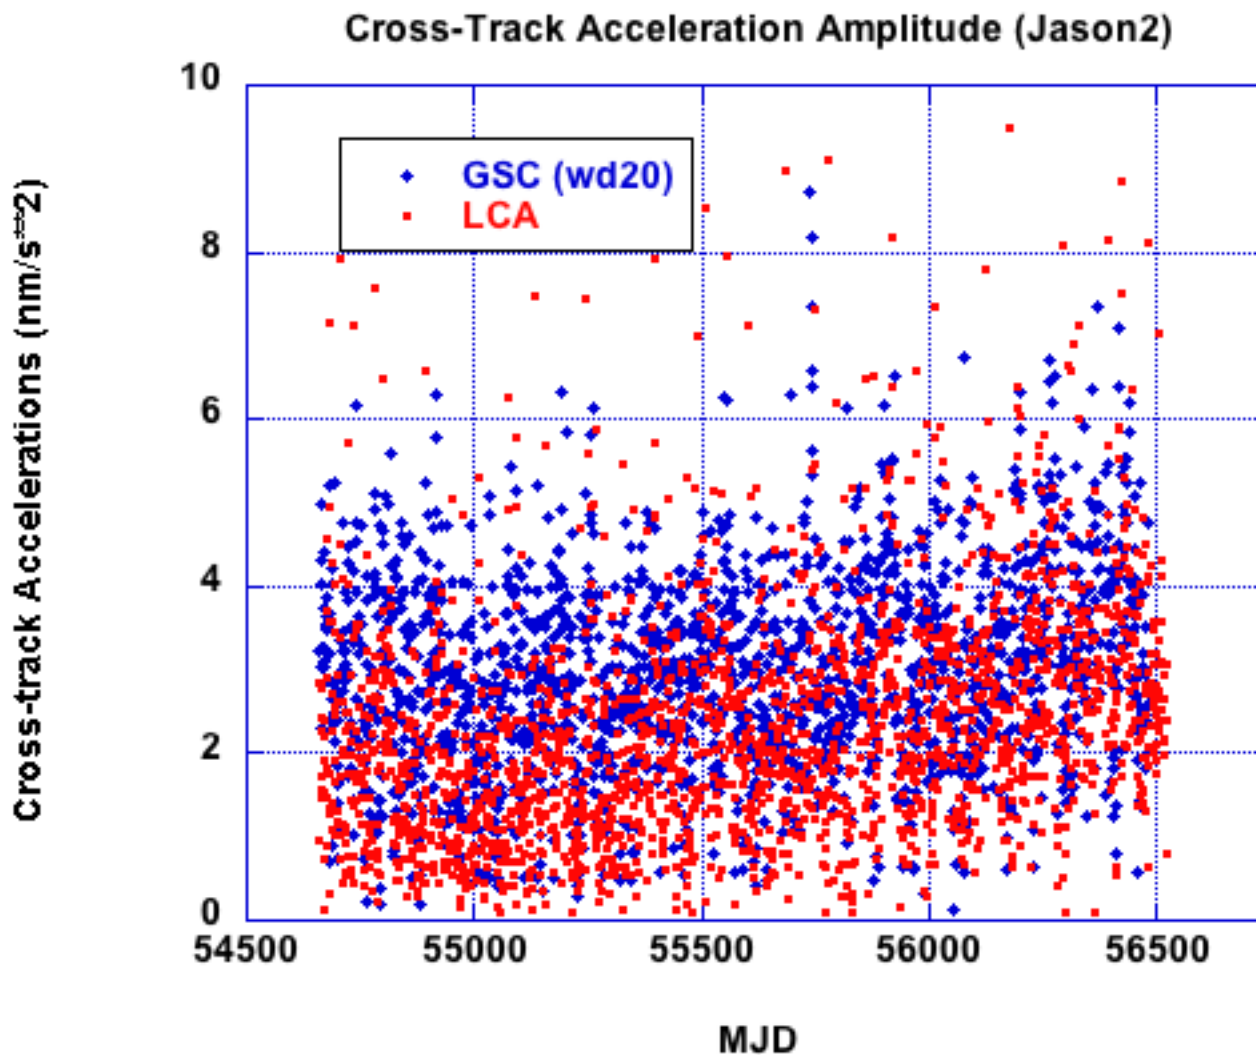 Cross-Track Acceleration Amplitude (Jason2)
10
GSC (wd20)
LCA
8
6
4
2
0
Cross-track Accelerations (nm/s**2)
54500 55000 55500 56000 56500
MJD